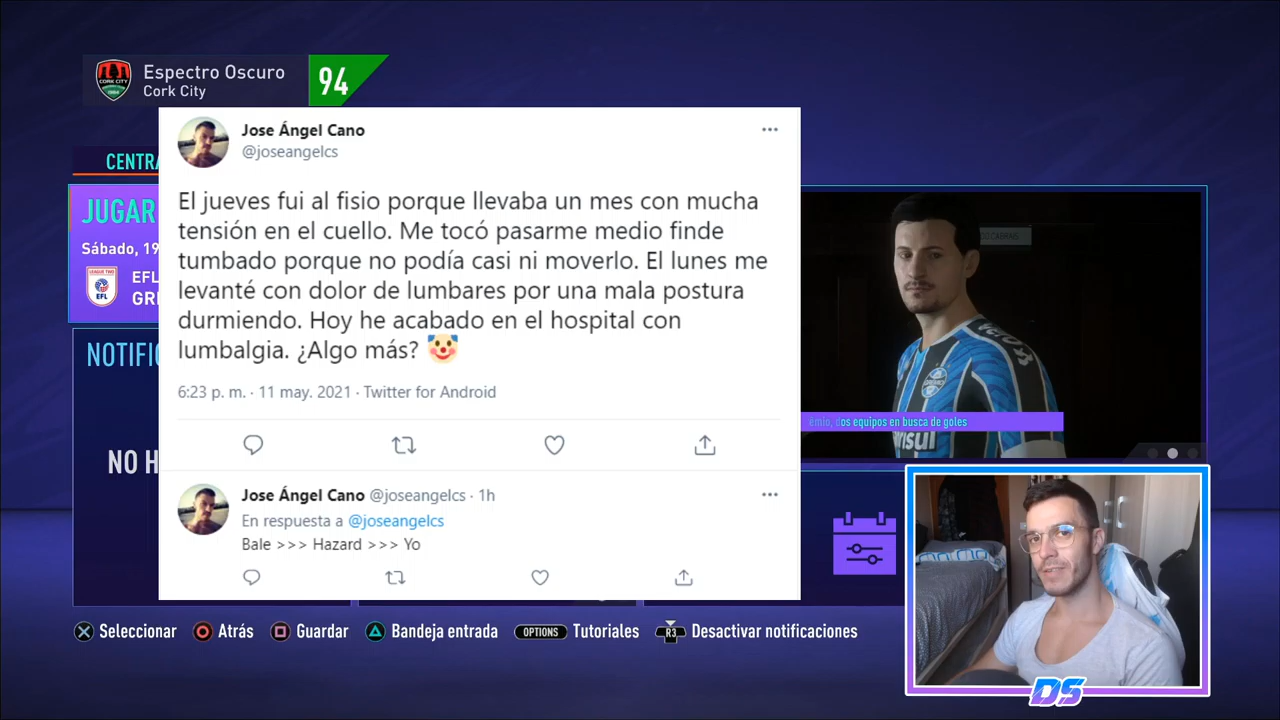 Espectro Oscuro
Cork City
94
CORK CITY
Jose Ángel Cano
@joseangelcs
El jueves fui al fisio porque llevaba un mes con mucha
tensión en el cuello. Me tocó pasarme medio finde
tumbado porque no podía casi ni moverlo. El lunes me
levanté con dolor de lumbares por una mala postura
durmiendo. Hoy he acabado en el hospital con
lumbalgia. ¿Algo más? 🤡
6:23 p. m. · 11 may. 2021 · Twitter for Android
Jose Ángel Cano @joseangelcs · 1h
En respuesta a @joseangelcs
Bale >>> Hazard >>> Yo
CENTRA
JUGAR
Sábado, 19
EFL
EFL
GR
NOTIFI
NO H
dos equipos en busca de goles
Seleccionar
Atrás
Guardar
Bandeja entrada
OPTIONS Tutoriales
R3 Desactivar notificaciones
DS